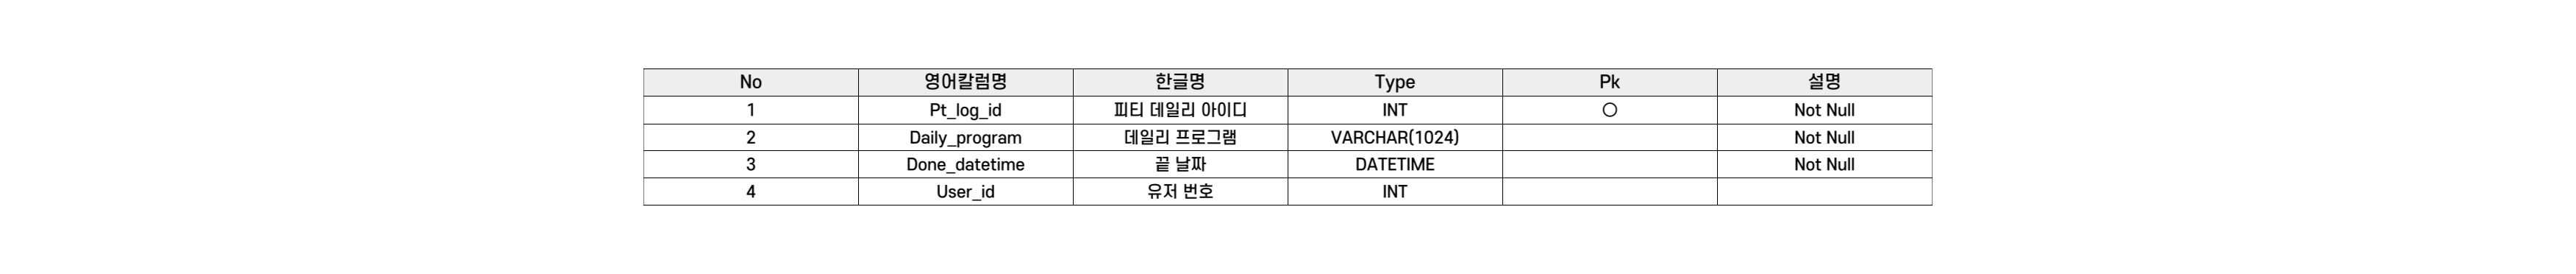 No 영어칼럼명 한글명 Type Pk 설명
1 Pt_log_id 피티 데일리 아이디 INT ○ Not Null
2 Daily_program 데일리 프로그램 VARCHAR(1024) Not Null
3 Done_datetime 끝 날짜 DATETIME Not Null
4 User_id 유저 번호 INT